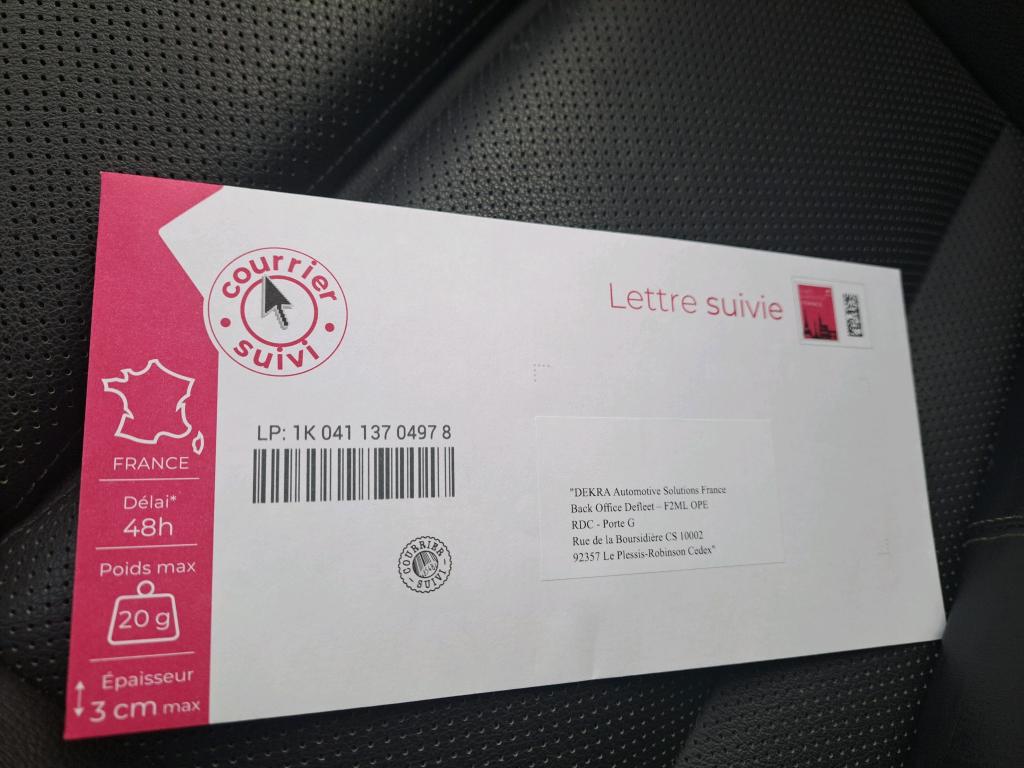 courrier
suivi
Lettre suivie
FRANCE
LP: 1K 041 137 0497 8
FRANCE
Délai*
48h
Poids max
20 g
Épaisseur
3 cm max
COURRIER
SUIVI
"DEKRA Automotive Solutions France
Back Office Defleet – F2ML OPE
RDC - Porte G
Rue de la Boursidière CS 10002
92357 Le Plessis-Robinson Cedex"